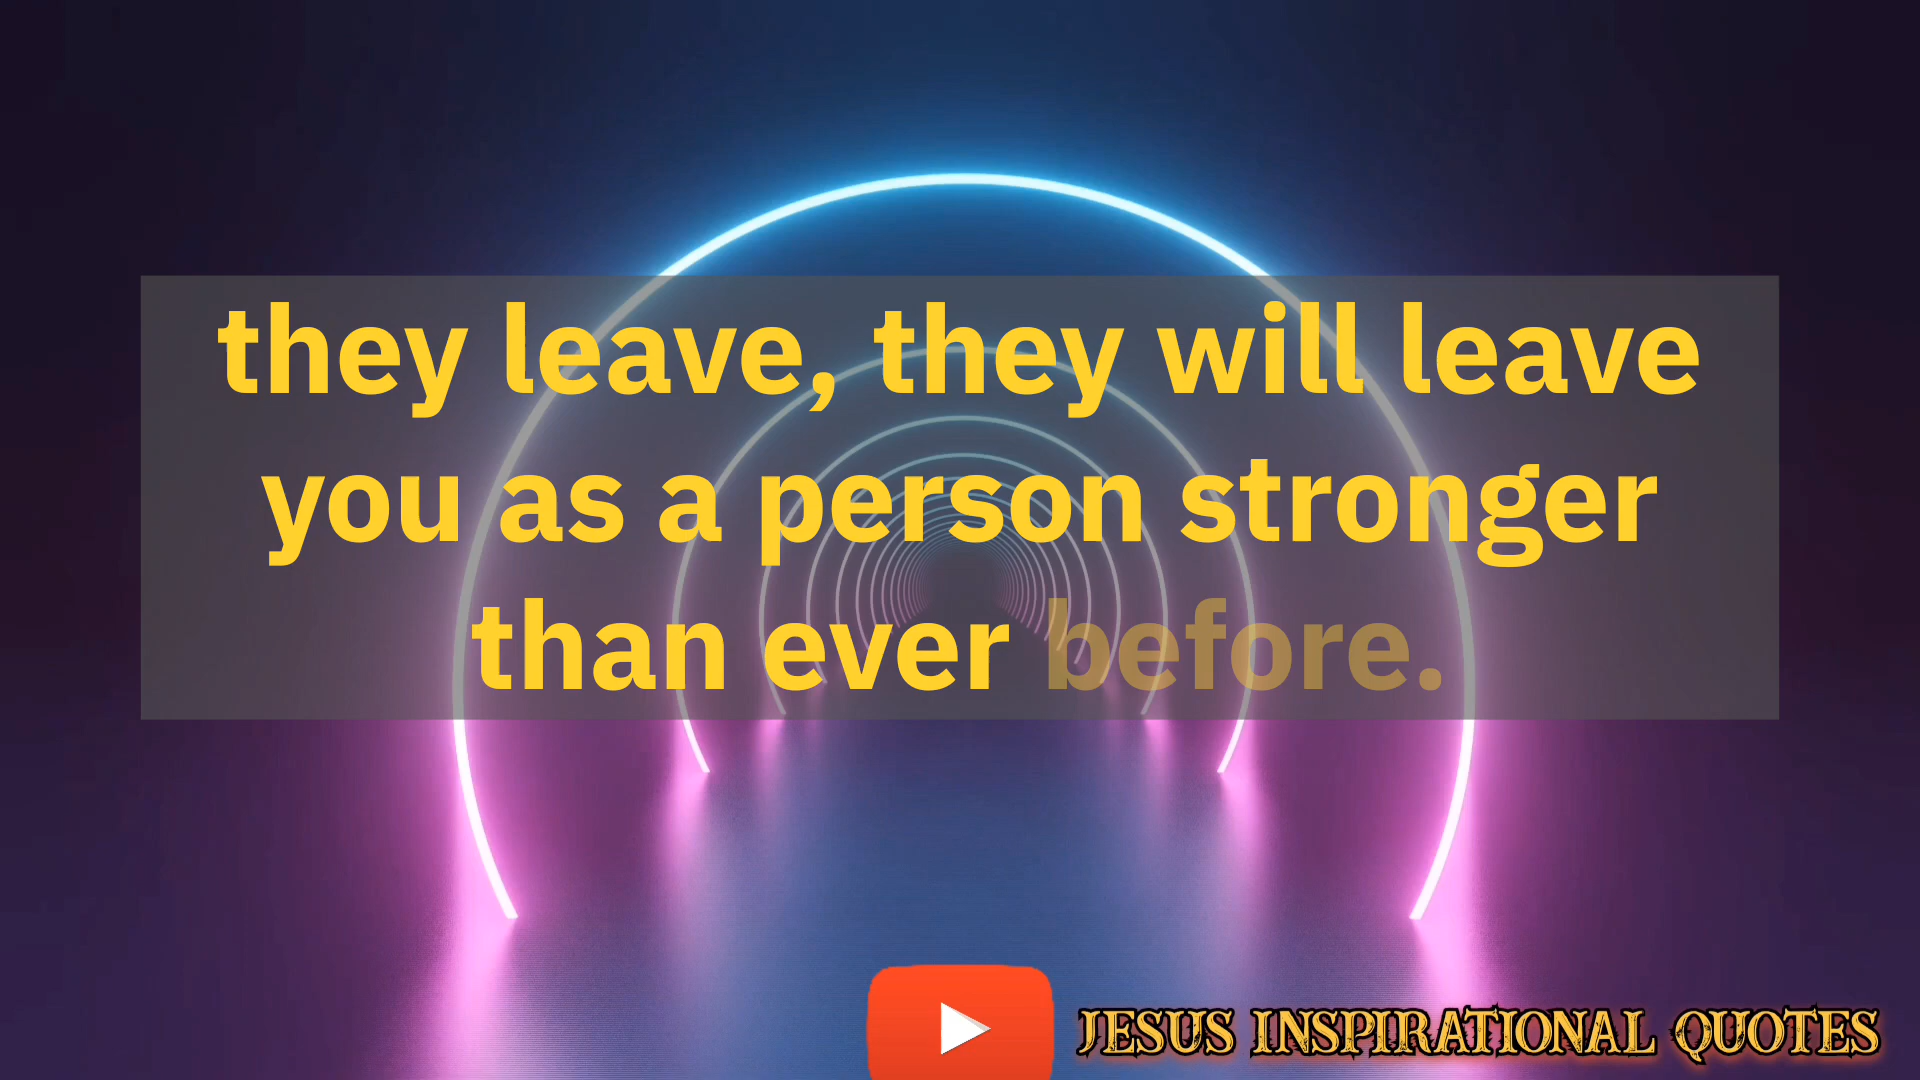 they leave, they will leave
you as a person stronger
than ever before.
JESUS INSPIRATIONAL QUOTES